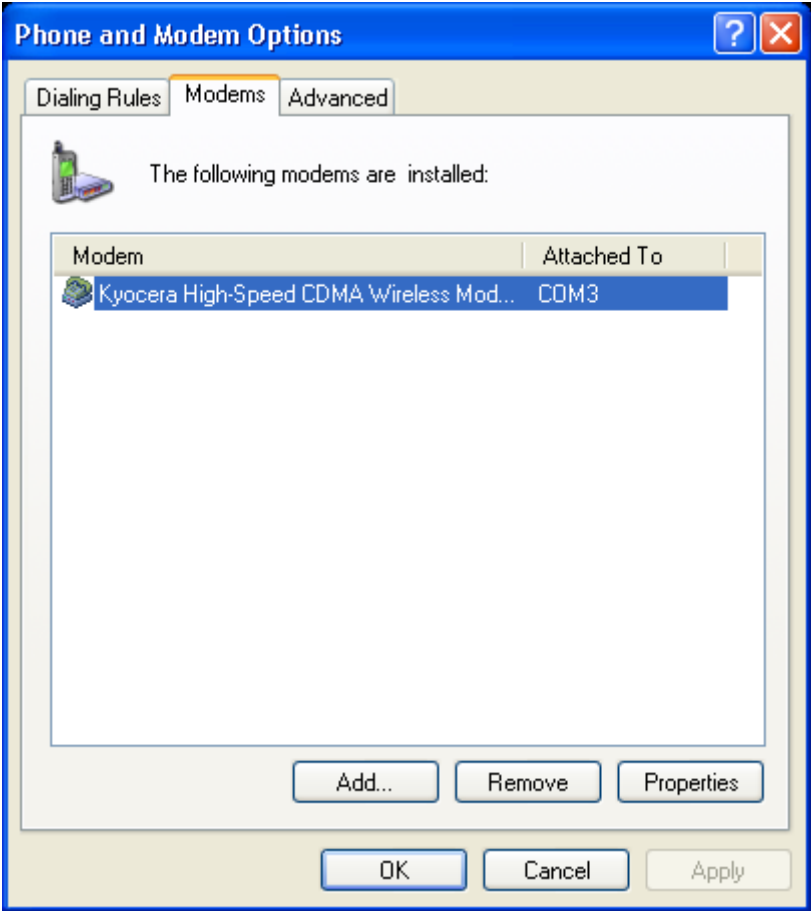 Phone and Modem Options
Dialing Rules Modems Advanced
The following modems are installed:
Modem Attached To
Kyocera High-Speed CDMA Wireless Mod... COM3
Add... Remove Properties
OK Cancel Apply